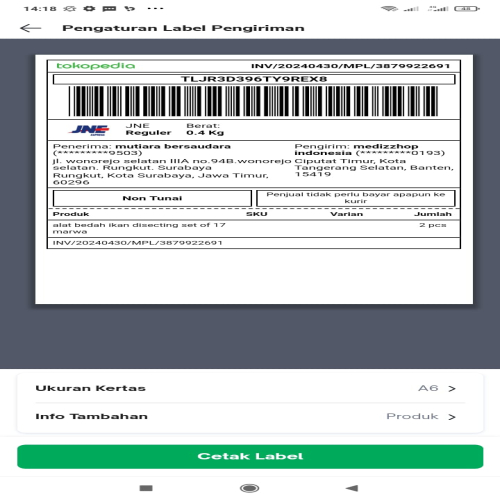 14:18
Pengaturan Label Pengiriman
tokopedia INV/20240430/MPL/3879922691
TLJR3D396TY9REX8
JNE JNE Berat:
EXPRESS Reguler 0.4 Kg
Penerima: mutiara bersaudara
(*********9503)
jl. wonorejo selatan IIIA no.94B.wonorejo
selatan. Rungkut. Surabaya
Rungkut, Kota Surabaya, Jawa Timur,
60296
Pengirim: medizzhop
indonesia (*********0193)
Ciputat Timur, Kota
Tangerang Selatan, Banten,
15419
Non Tunai
Penjual tidak perlu bayar apapun ke
kurir
Produk SKU Varian Jumlah
alat bedah ikan disecting set of 17 2 pcs
marwa
INV/20240430/MPL/3879922691
Ukuran Kertas A6 >
Info Tambahan Produk >
Cetak Label